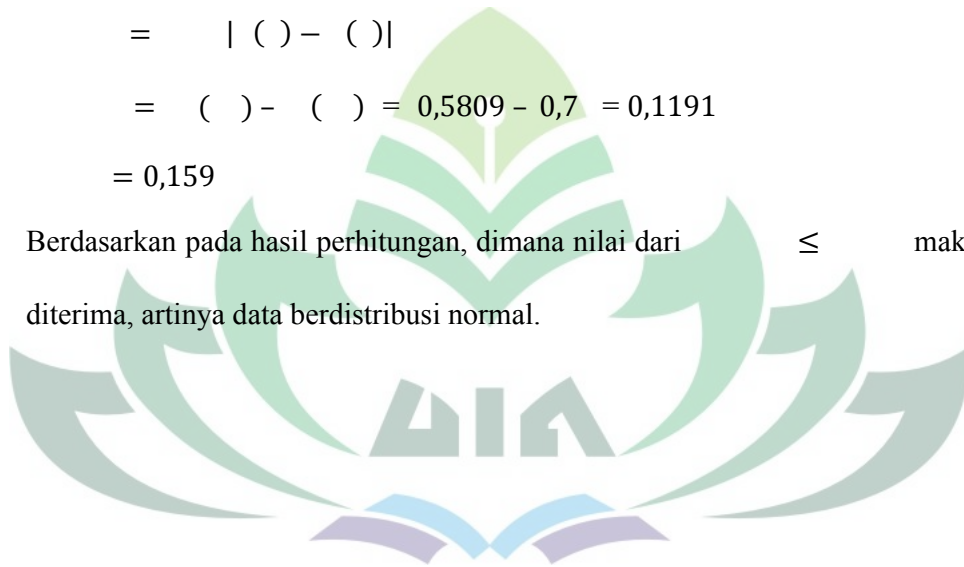 = | ( ) – ( )|
= ( ) – ( ) = 0,5809 – 0,7 = 0,1191
= 0,159
Berdasarkan pada hasil perhitungan, dimana nilai dari ≤ mak
diterima, artinya data berdistribusi normal.
UIN